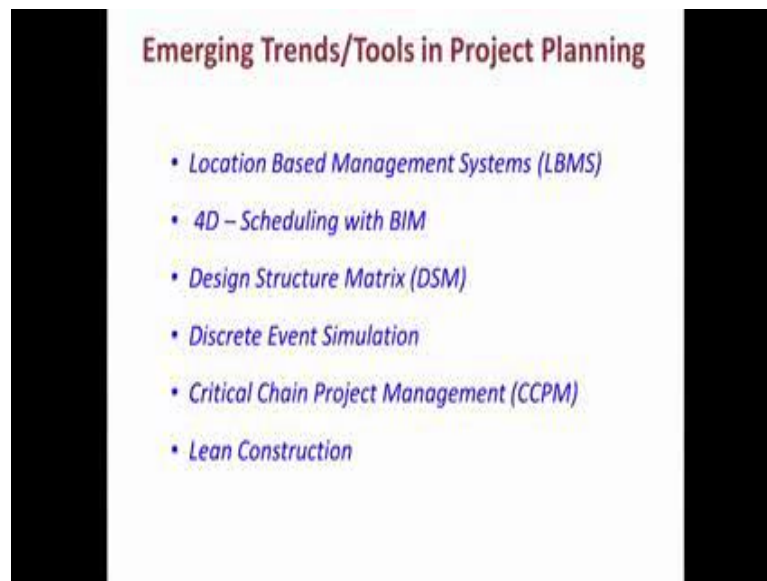 Emerging Trends/Tools in Project Planning
• Location Based Management Systems (LBMS)
• 4D – Scheduling with BIM
• Design Structure Matrix (DSM)
• Discrete Event Simulation
• Critical Chain Project Management (CCPM)
• Lean Construction